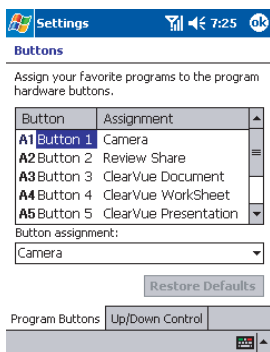 Settings 7:25 ok
Buttons
Assign your favorite programs to the program
hardware buttons.
Button Assignment
A1 Button 1 Camera
A2 Button 2 Review Share
A3 Button 3 ClearVue Document
A4 Button 4 ClearVue WorkSheet
A5 Button 5 ClearVue Presentation
Button assignment:
Camera
Restore Defaults
Program Buttons Up/Down Control